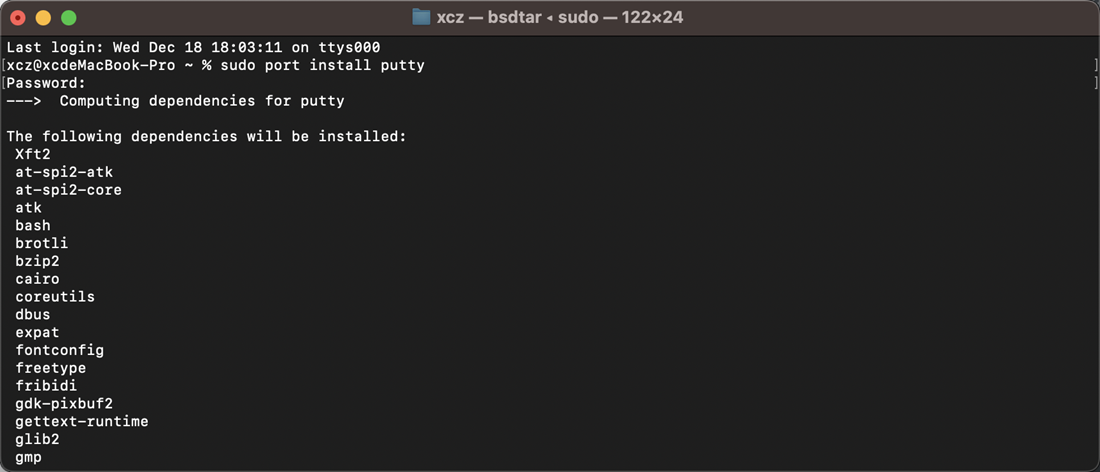 xcz — bsdtar ◂ sudo — 122×24
Last login: Wed Dec 18 18:03:11 on ttys000
[xcz@xcdeMacBook-Pro ~ % sudo port install putty ]
[Password: ]
---> Computing dependencies for putty
The following dependencies will be installed:
Xft2
at-spi2-atk
at-spi2-core
atk
bash
brotli
bzip2
cairo
coreutils
dbus
expat
fontconfig
freetype
fribidi
gdk-pixbuf2
gettext-runtime
glib2
gmp